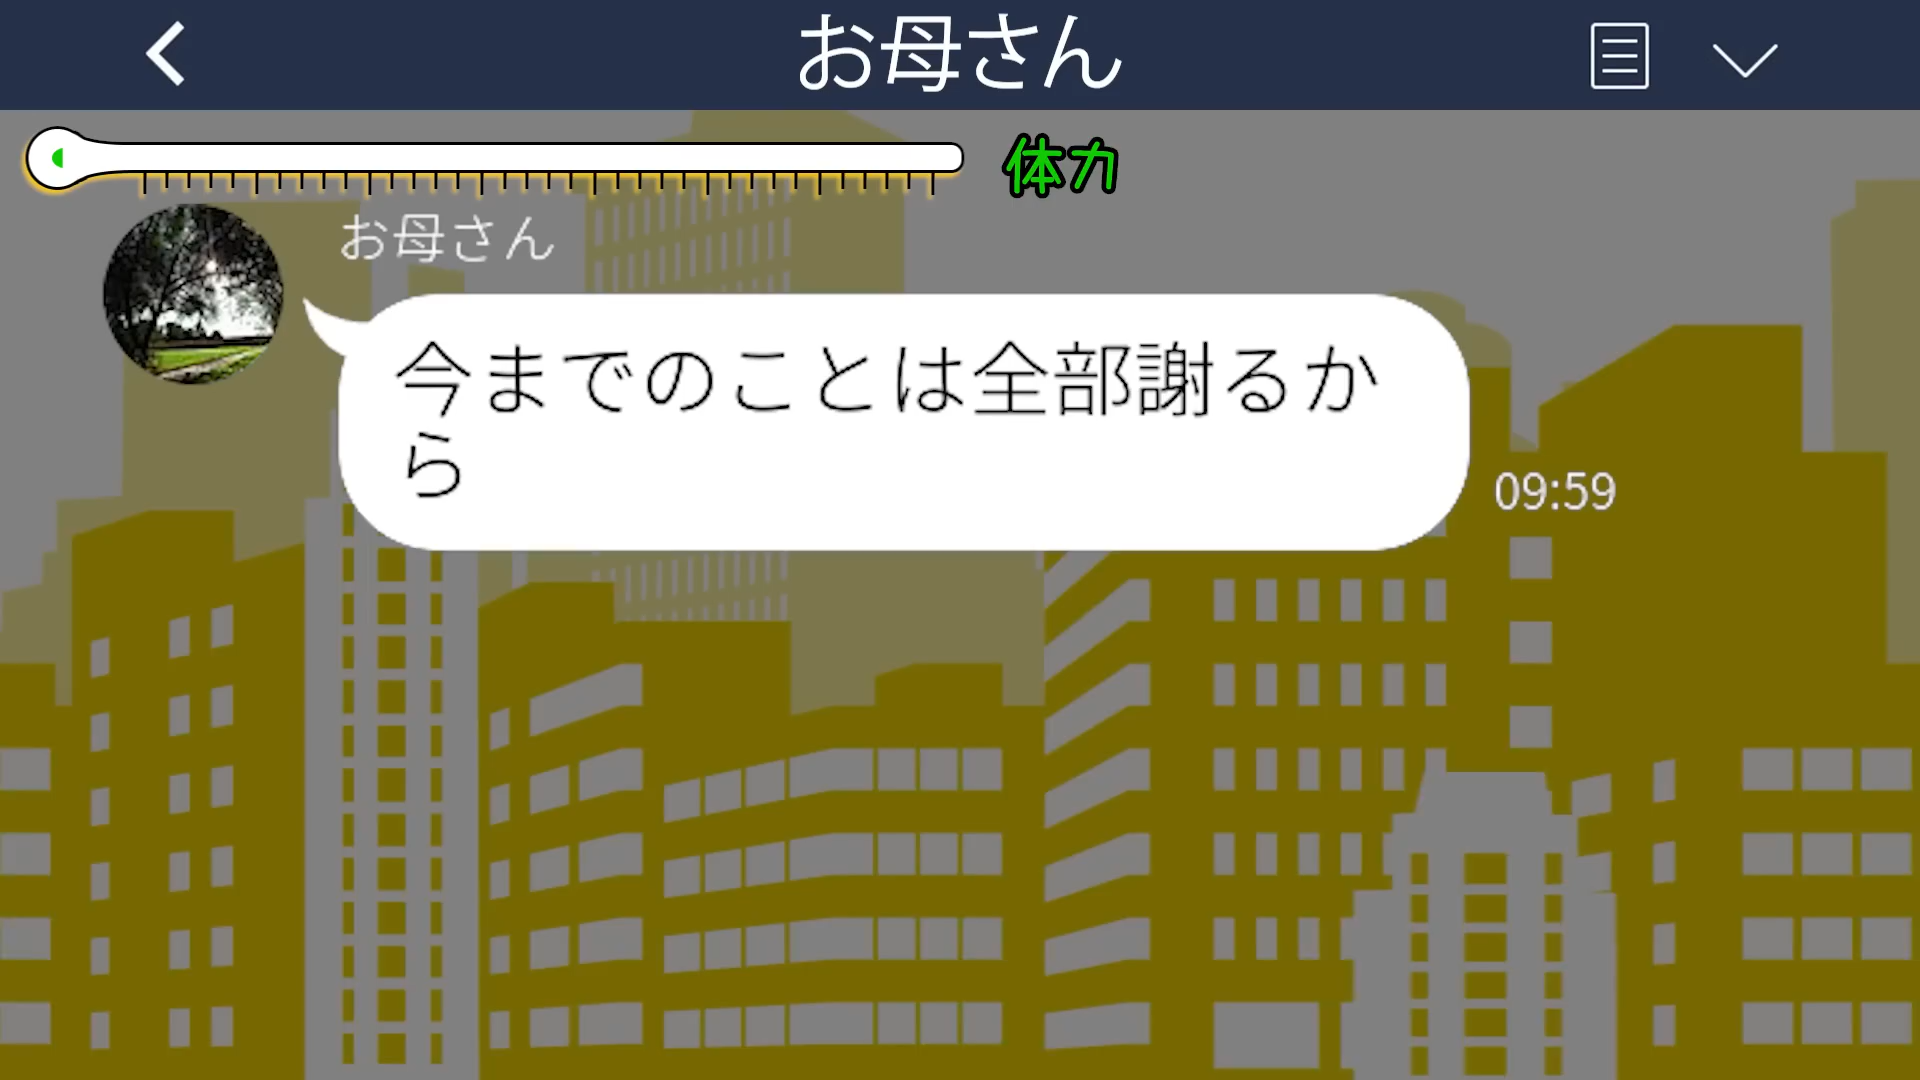 お母さん
体力
お母さん
今までのことは全部謝るか
ら
09:59